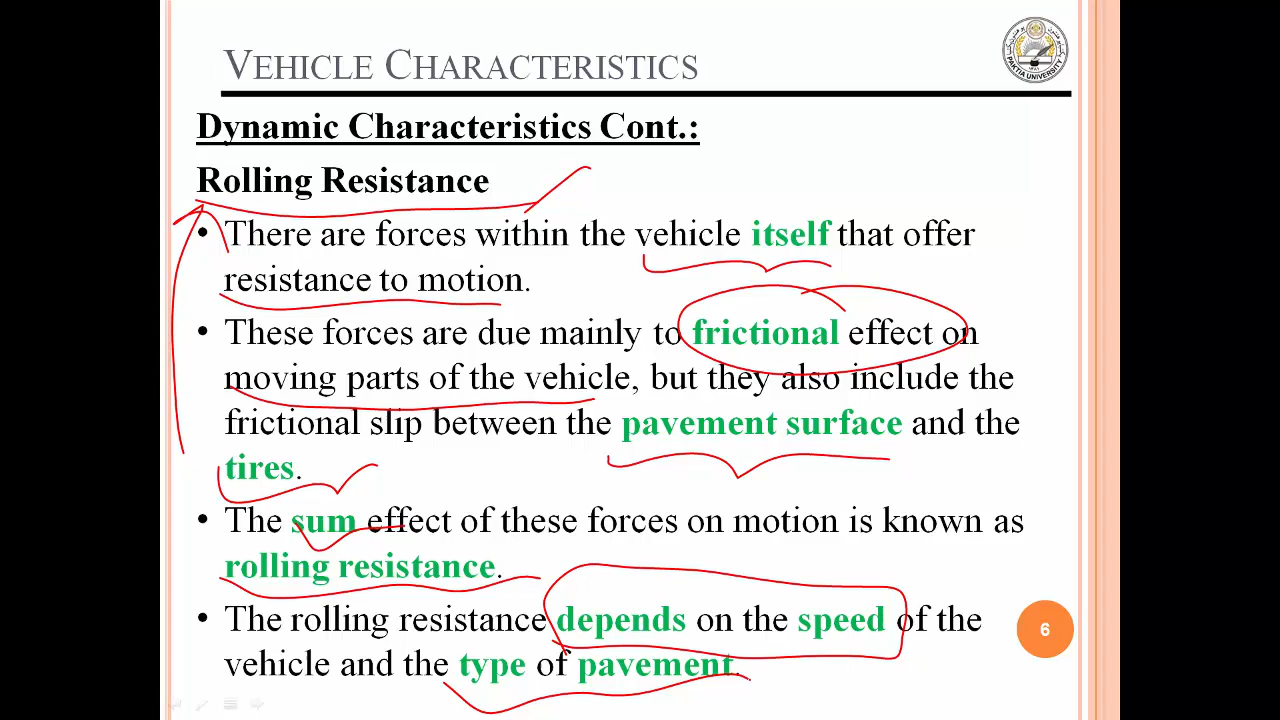 VEHICLE CHARACTERISTICS
PAKTIA UNIVERSITY
Dynamic Characteristics Cont.:
Rolling Resistance
• There are forces within the vehicle itself that offer
resistance to motion.
• These forces are due mainly to frictional effect on
moving parts of the vehicle, but they also include the
frictional slip between the pavement surface and the
tires.
• The sum effect of these forces on motion is known as
rolling resistance.
• The rolling resistance depends on the speed of the
vehicle and the type of pavement.
6